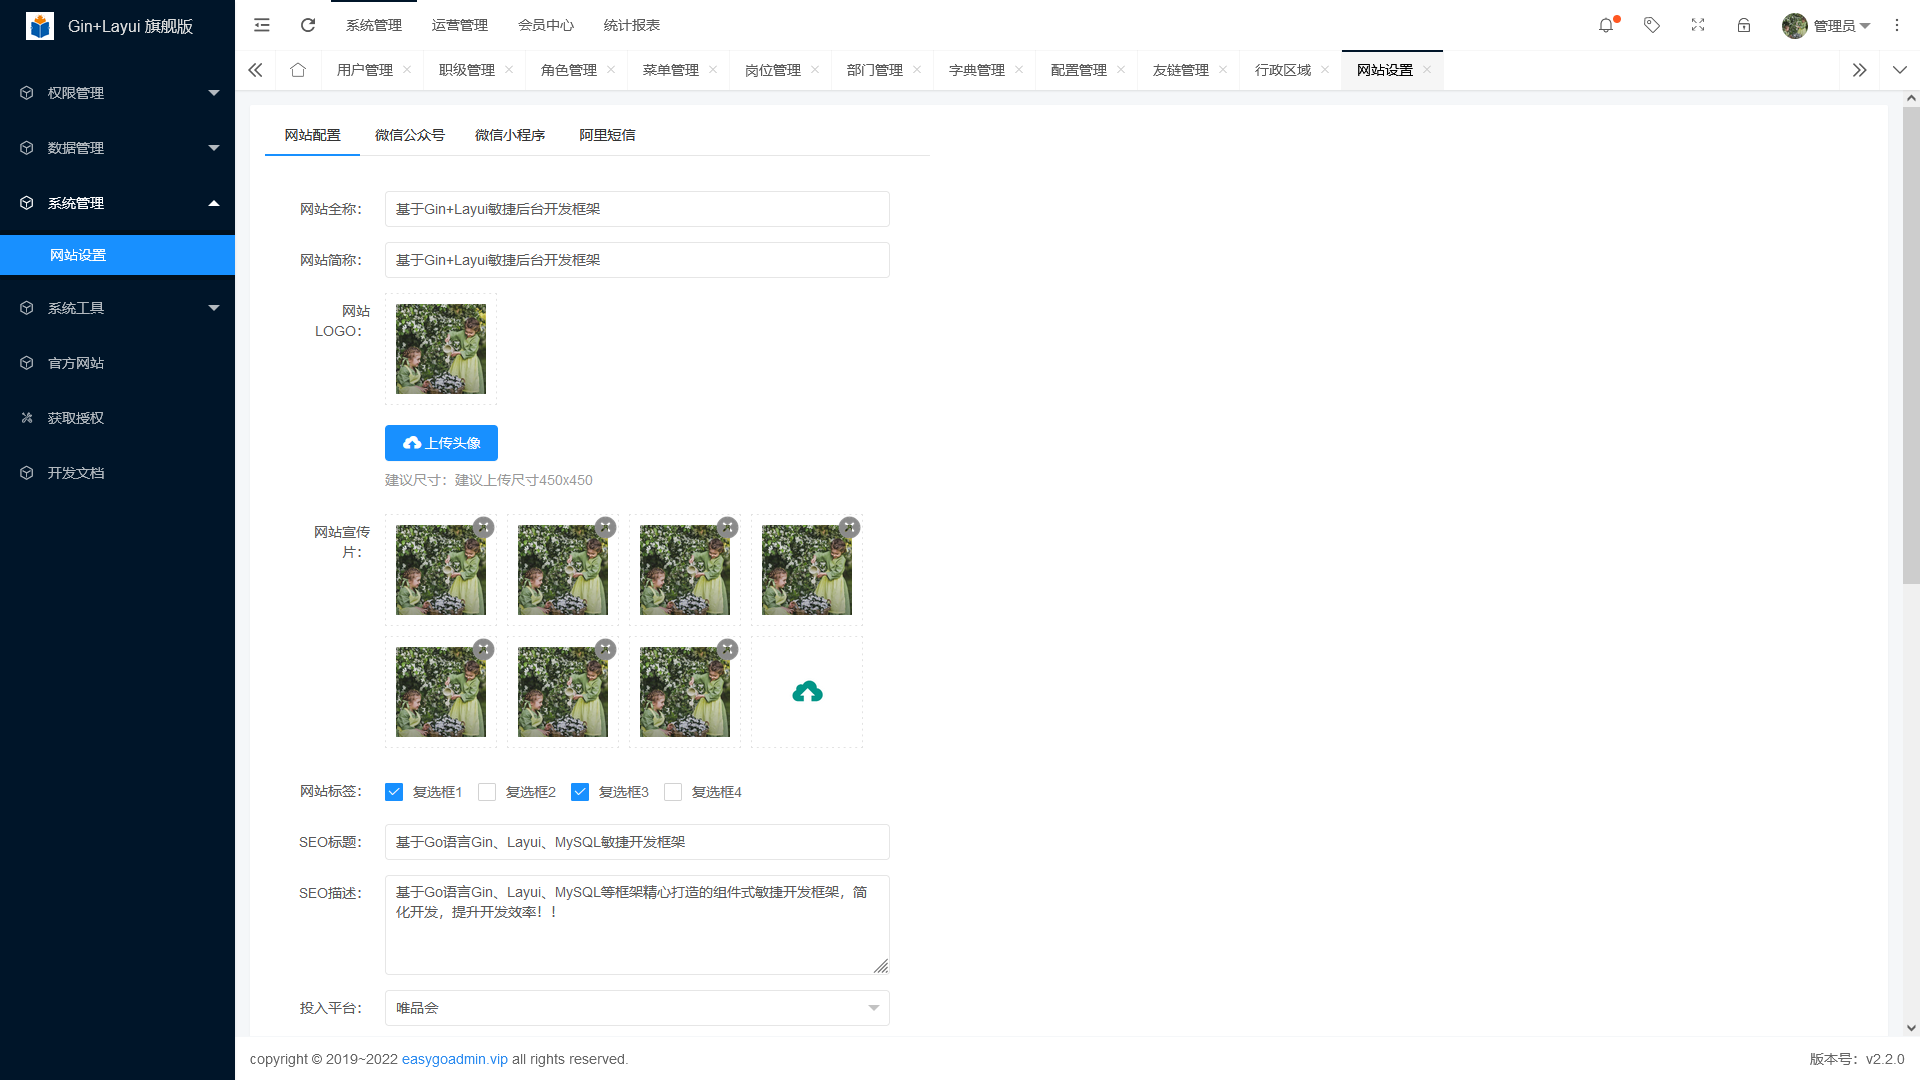 Gin+Layui 旗舰版
系统管理 运营管理 会员中心 统计报表
管理员
用户管理 职级管理 角色管理 菜单管理 岗位管理 部门管理 字典管理 配置管理 友链管理 行政区域 网站设置
权限管理
数据管理
系统管理
网站设置
系统工具
官方网站
获取授权
开发文档
网站配置 微信公众号 微信小程序 阿里短信
网站全称： 基于Gin+Layui敏捷后台开发框架
网站简称： 基于Gin+Layui敏捷后台开发框架
网站
LOGO：
上传头像
建议尺寸：建议上传尺寸450x450
网站宣传
片：
网站标签： 复选框1 复选框2 复选框3 复选框4
SEO标题： 基于Go语言Gin、Layui、MySQL敏捷开发框架
SEO描述： 基于Go语言Gin、Layui、MySQL等框架精心打造的组件式敏捷开发框架，简
化开发，提升开发效率！！
投入平台： 唯品会
copyright © 2019~2022 easygoadmin.vip all rights reserved.
版本号：v2.2.0